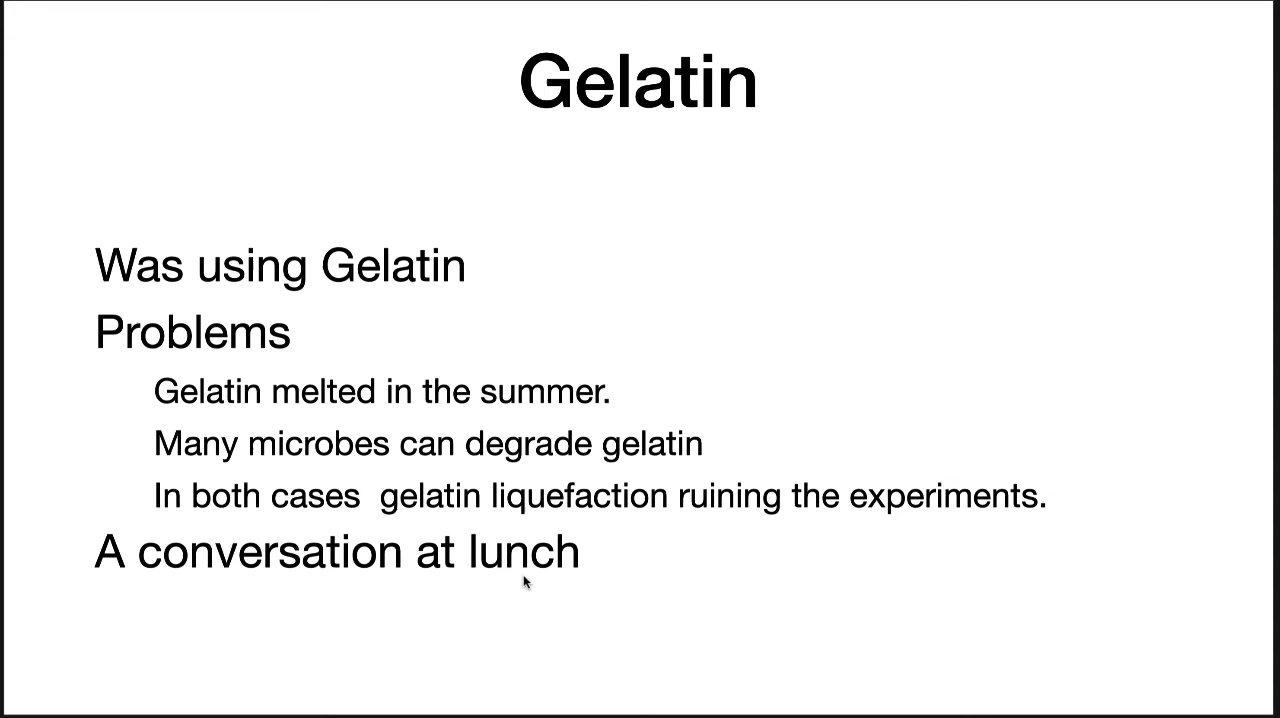 Gelatin
Was using Gelatin
Problems
Gelatin melted in the summer.
Many microbes can degrade gelatin
In both cases  gelatin liquefaction ruining the experiments.
A conversation at lunch